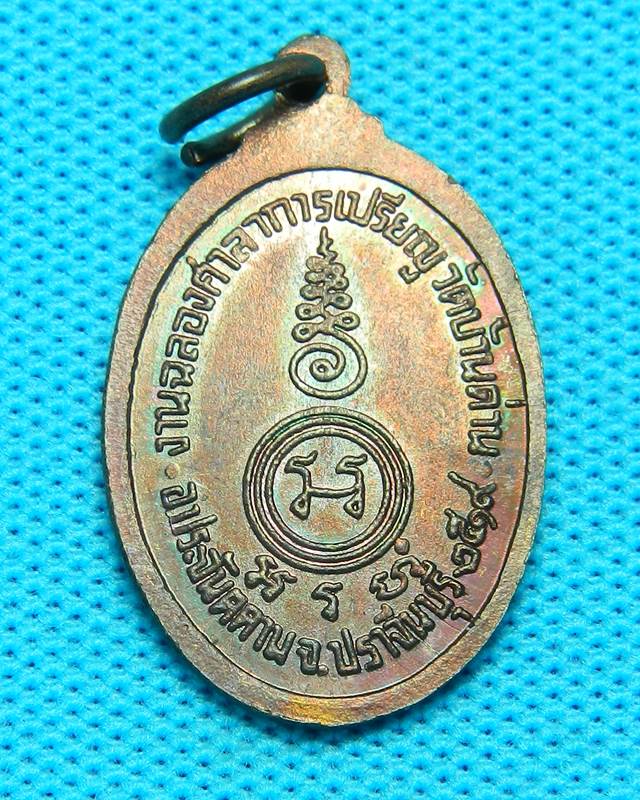 งานฉลองศาลาการเปรียญ วัดบ้านด่าน
อ.ประจันตคาม จ.ปราจีนบุรี ๒๕๑๙